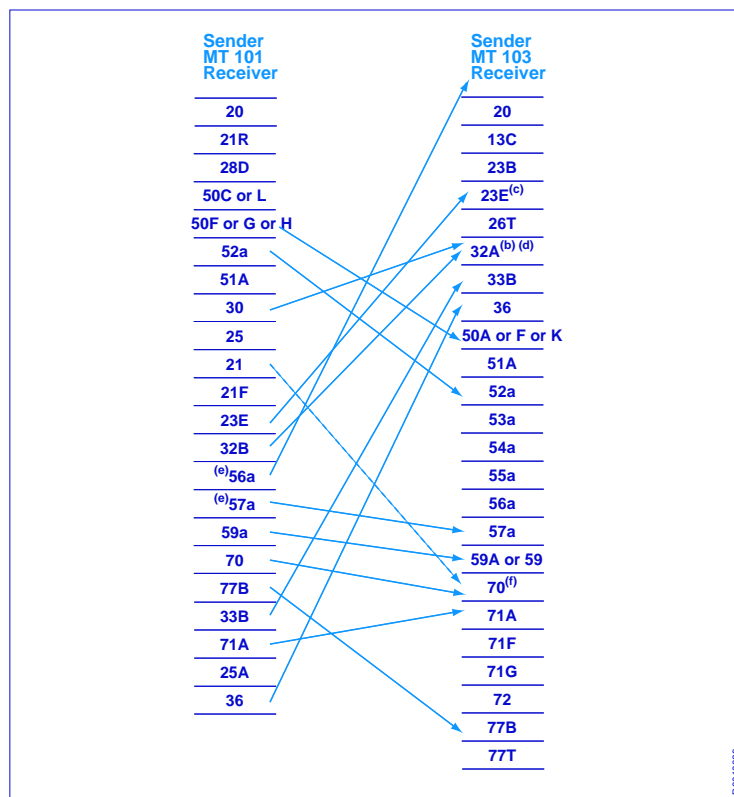 Sender
MT 101
Receiver
20
21R
28D
50C or L
50F or G or H
52a
51A
30
25
21
21F
23E
32B
(e)56a
(e)57a
59a
70
77B
33B
71A
25A
36
Sender
MT 103
Receiver
20
13C
23B
23E(c)
26T
32A(b) (d)
33B
36
50A or F or K
51A
52a
53a
54a
55a
56a
57a
59A or 59
70(f)
71A
71F
71G
72
77B
77T